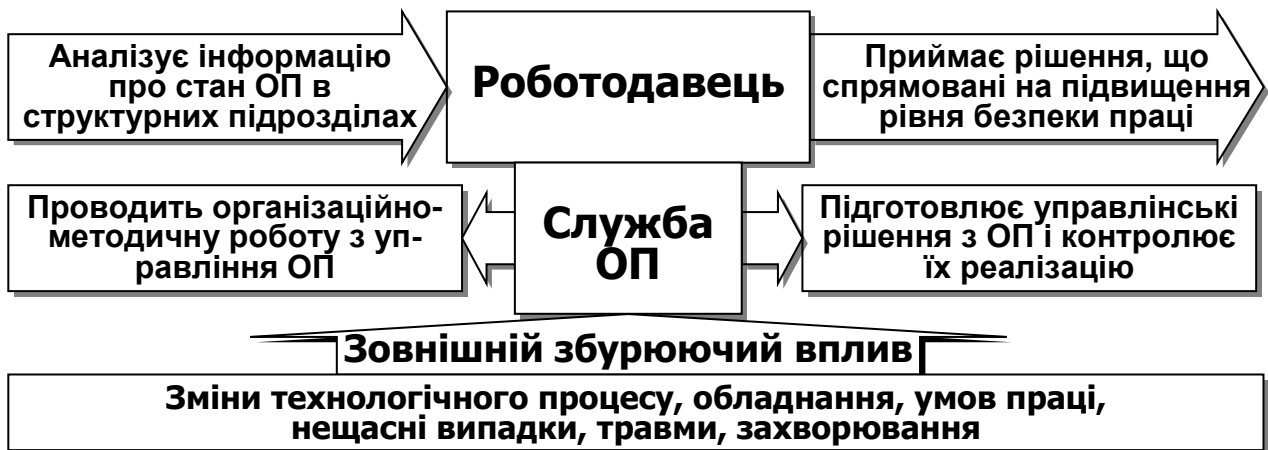 Аналізує інформацію
про стан ОП в
структурних підрозділах
Роботодавець
Приймає рішення, що
спрямовані на підвищення
рівня безпеки праці
Проводить організаційно-
методичну роботу з уп-
равління ОП
Служба
ОП
Підготовлює управлінські
рішення з ОП і контролює
їх реалізацію
Зовнішній збурюючий вплив
Зміни технологічного процесу, обладнання, умов праці,
нещасні випадки, травми, захворювання